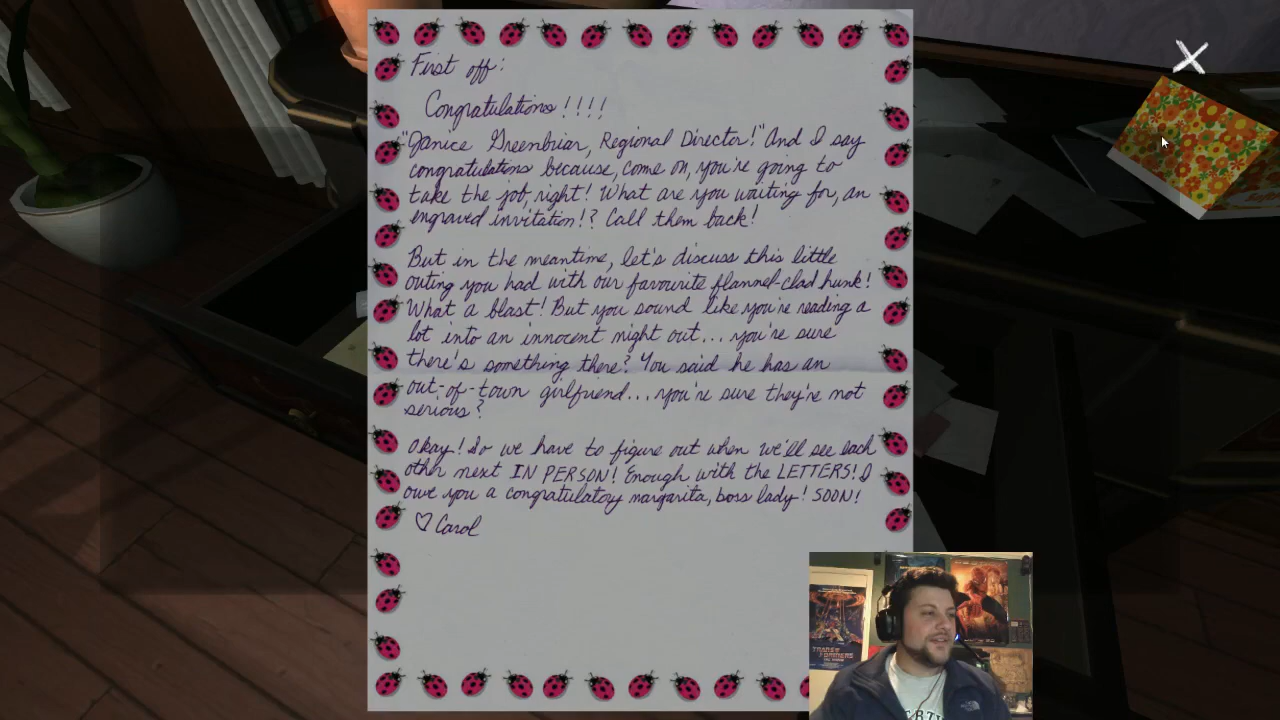 First off:
Congratulations!!!!
"Janice Greenbriar, Regional Director!" And I say
congratulations because, come on, you're going to
take the job, right! What are you waiting for, an
engraved invitation!? Call them back!
But in the meantime, let's discuss this little
outing you had with our favourite flannel-clad hunk!
What a blast! But you sound like you're reading a
lot into an innocent night out... you're sure
there's something there? You said he has an
out-of-town girlfriend... you're sure they're not
serious?
Okay! So we have to figure out when we'll see each
other next IN PERSON! Enough with the LETTERS! I
owe you a congratulatory margarita, boss lady! SOON!
♡ Carol
TRANSFORMERS